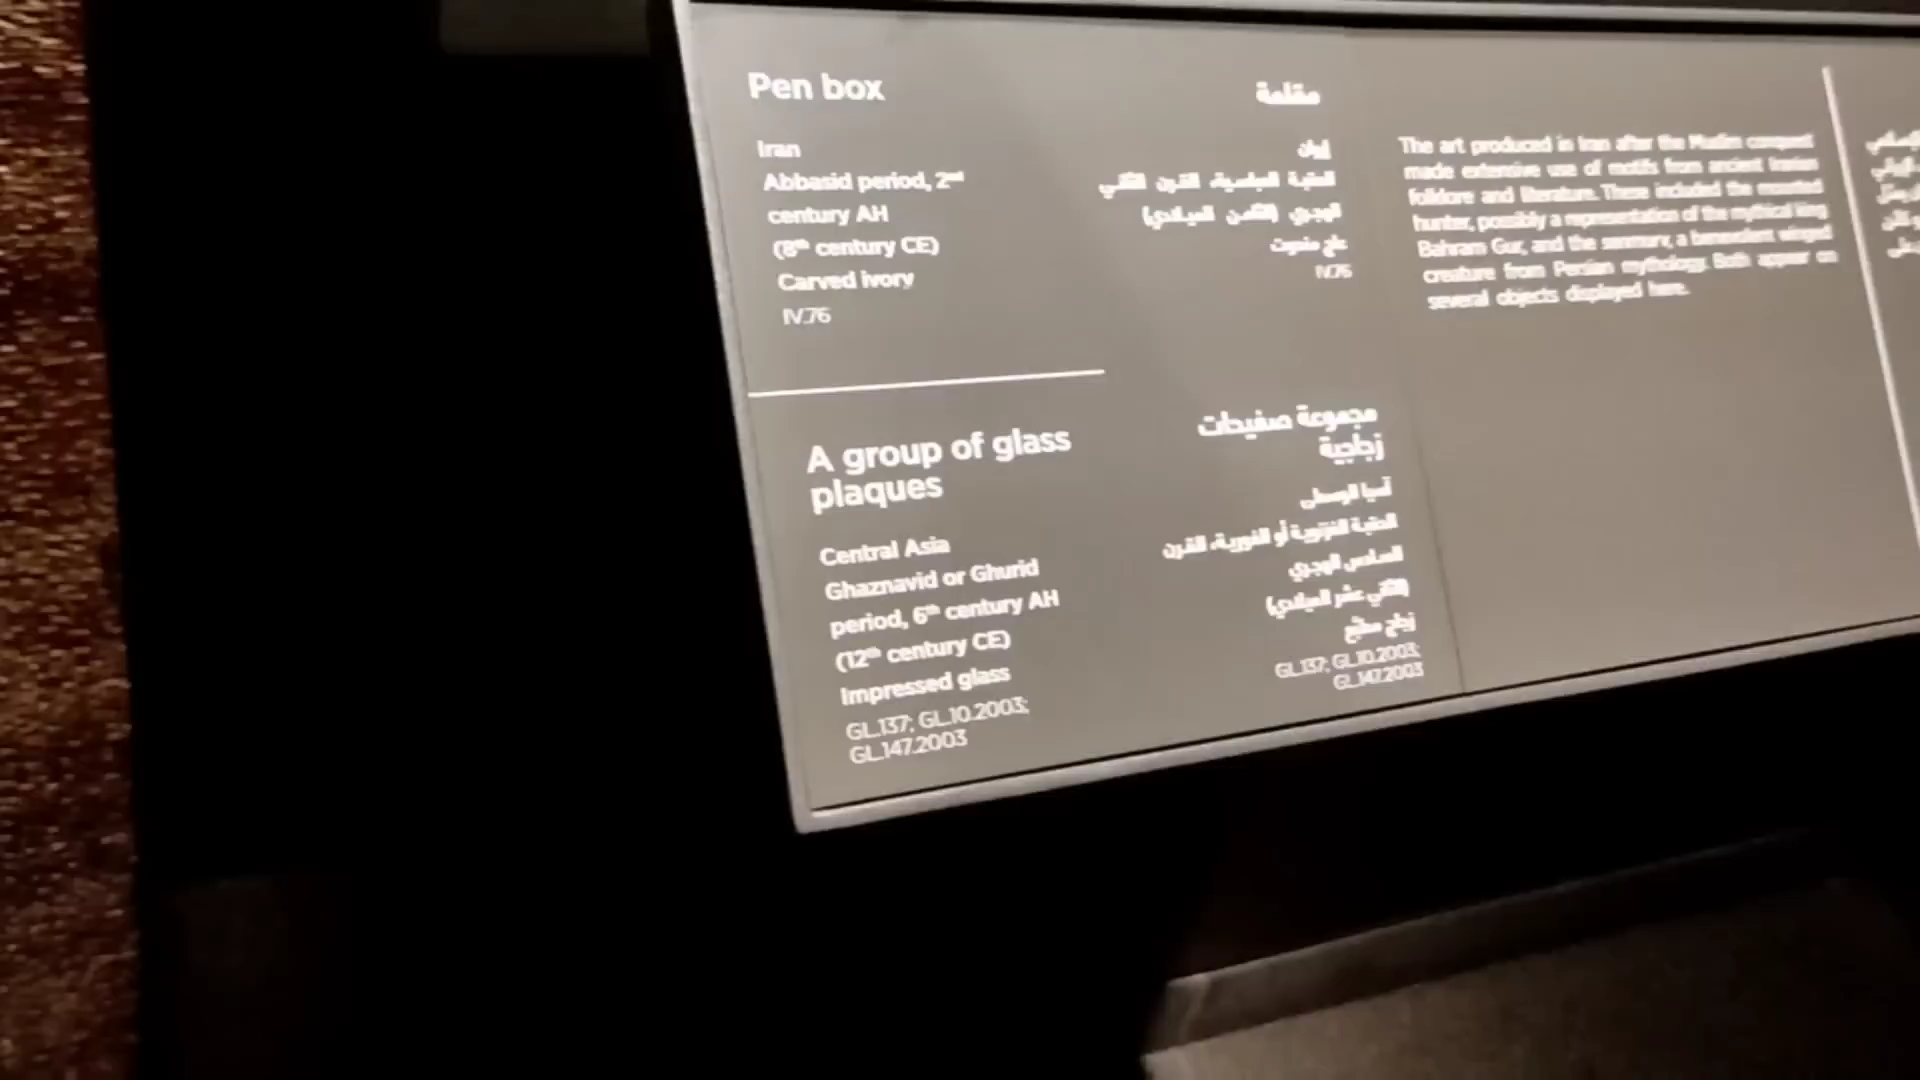 Pen box
Iran
Abbasid period, 2nd
century AH
(8th century CE)
Carved ivory
IV.76
مقلمة
إيران
الحقبة العباسية، القرن الثاني
الهجري (الثامن الميلادي)
عاج منحوت
IV.76
The art produced in Iran after the Muslim conquest
made extensive use of motifs from ancient Iranian
folklore and literature. These included the mounted
hunter, possibly a representation of the mythical king
Bahram Gur, and the senmurv, a benevolent winged
creature from Persian mythology. Both appear on
several objects displayed here.
A group of glass
plaques
Central Asia
Ghaznavid or Ghurid
period, 6th century AH
(12th century CE)
Impressed glass
GL.137; GL.10.2003;
GL.147.2003
مجموعة صفيحات
زجاجية
آسيا الوسطى
الحقبة الغزنوية أو الغورية، القرن
السادس الهجري
(الثاني عشر الميلادي)
زجاج مطبّع
GL.137; GL.10.2003;
GL.147.2003